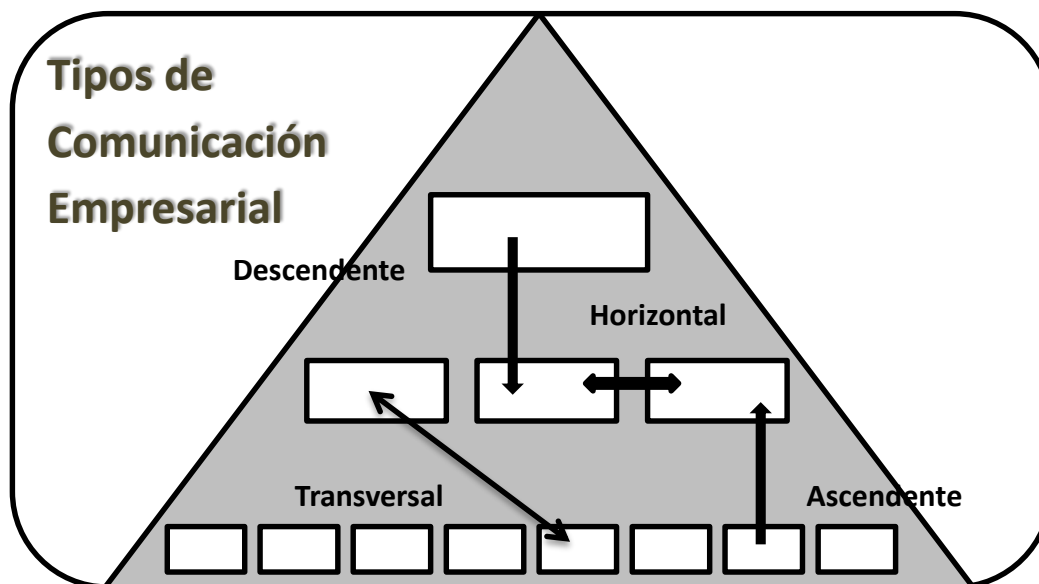 Tipos de
Comunicación
Empresarial
Descendente
Horizontal
Transversal
Ascendente